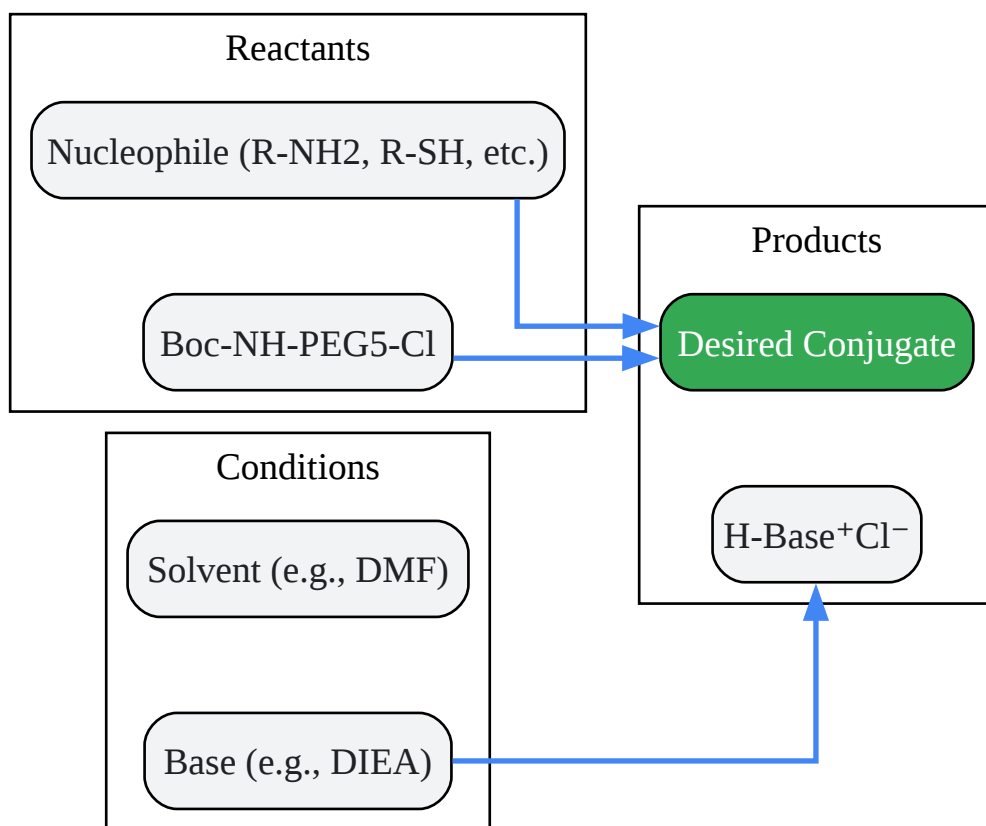 Reactants
Nucleophile (R-NH2, R-SH, etc.)
Boc-NH-PEG5-Cl
Products
Desired Conjugate
H-Base⁺Cl⁻
Conditions
Solvent (e.g., DMF)
Base (e.g., DIEA)